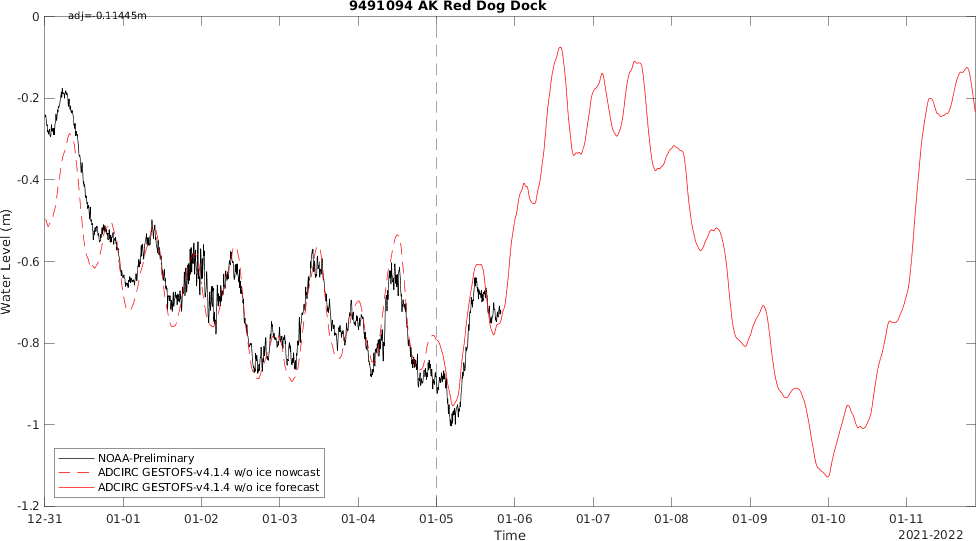 9491094 AK Red Dog Dock
adj=-0.11445m
0
-0.2
-0.4
-0.6
-0.8
-1
-1.2
Water Level (m)
NOAA-Preliminary
ADCIRC GESTOFS-v4.1.4 w/o ice nowcast
ADCIRC GESTOFS-v4.1.4 w/o ice forecast
12-31 01-01 01-02 01-03 01-04 01-05 01-06 01-07 01-08 01-09 01-10 01-11
Time
2021-2022